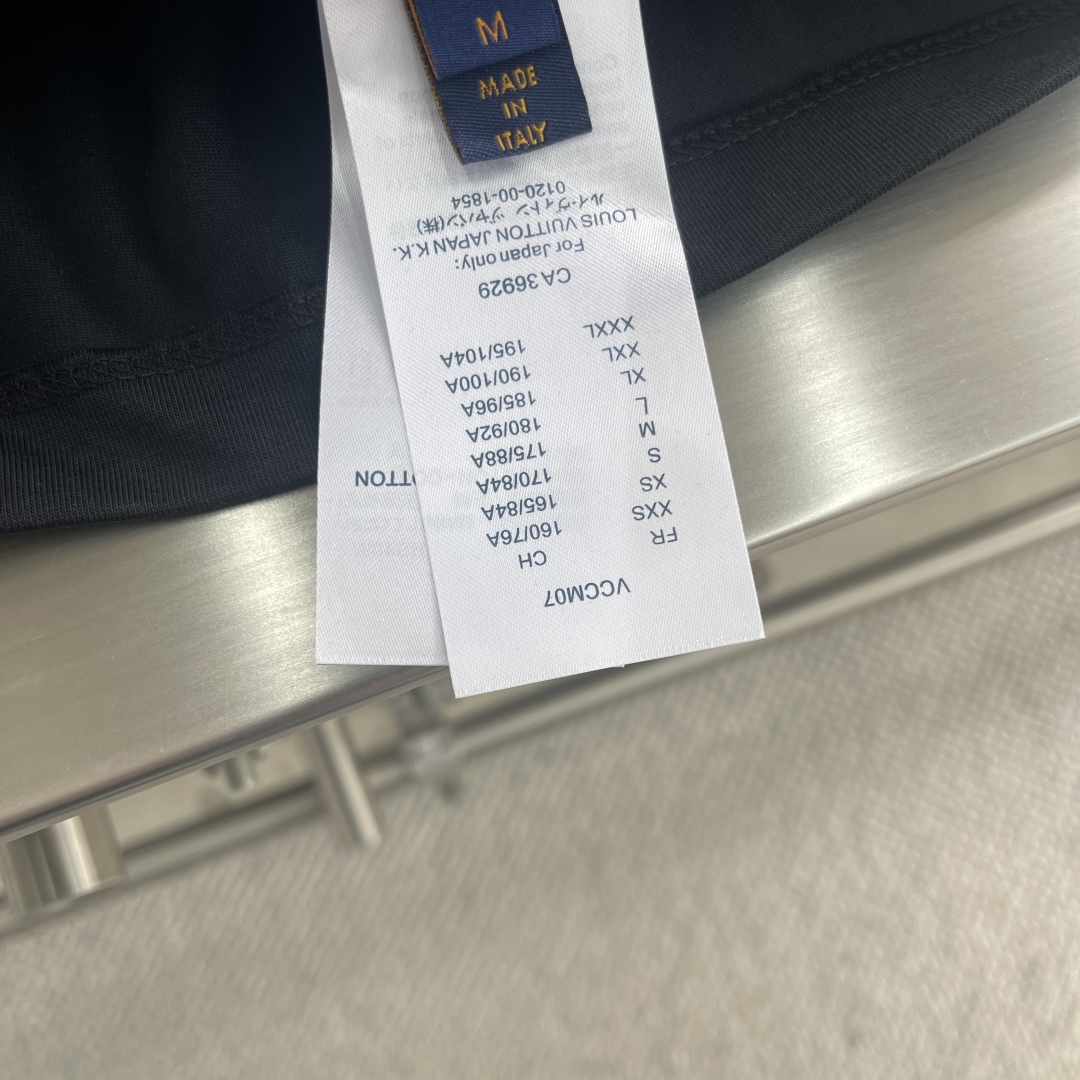 M
MADE
IN
ITALY
VCCM07
FR CH
XXS 160/76A
XS 165/84A
S 170/84A
M 175/88A
L 180/92A
XL 185/96A
XXL 190/100A
XXXL 195/104A
CA 36929
For Japan only:
LOUIS VUITTON JAPAN K.K.
ルイ・ヴィトン ジャパン(株)
0120-00-1854
COTTON